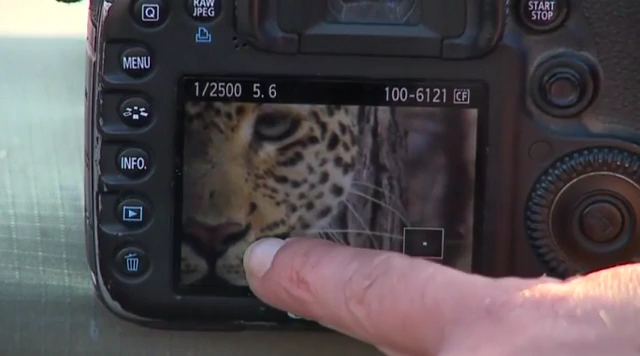 Q
RAW
JPEG
START
STOP
MENU
1/2500 5.6 100-6121 CF
INFO.